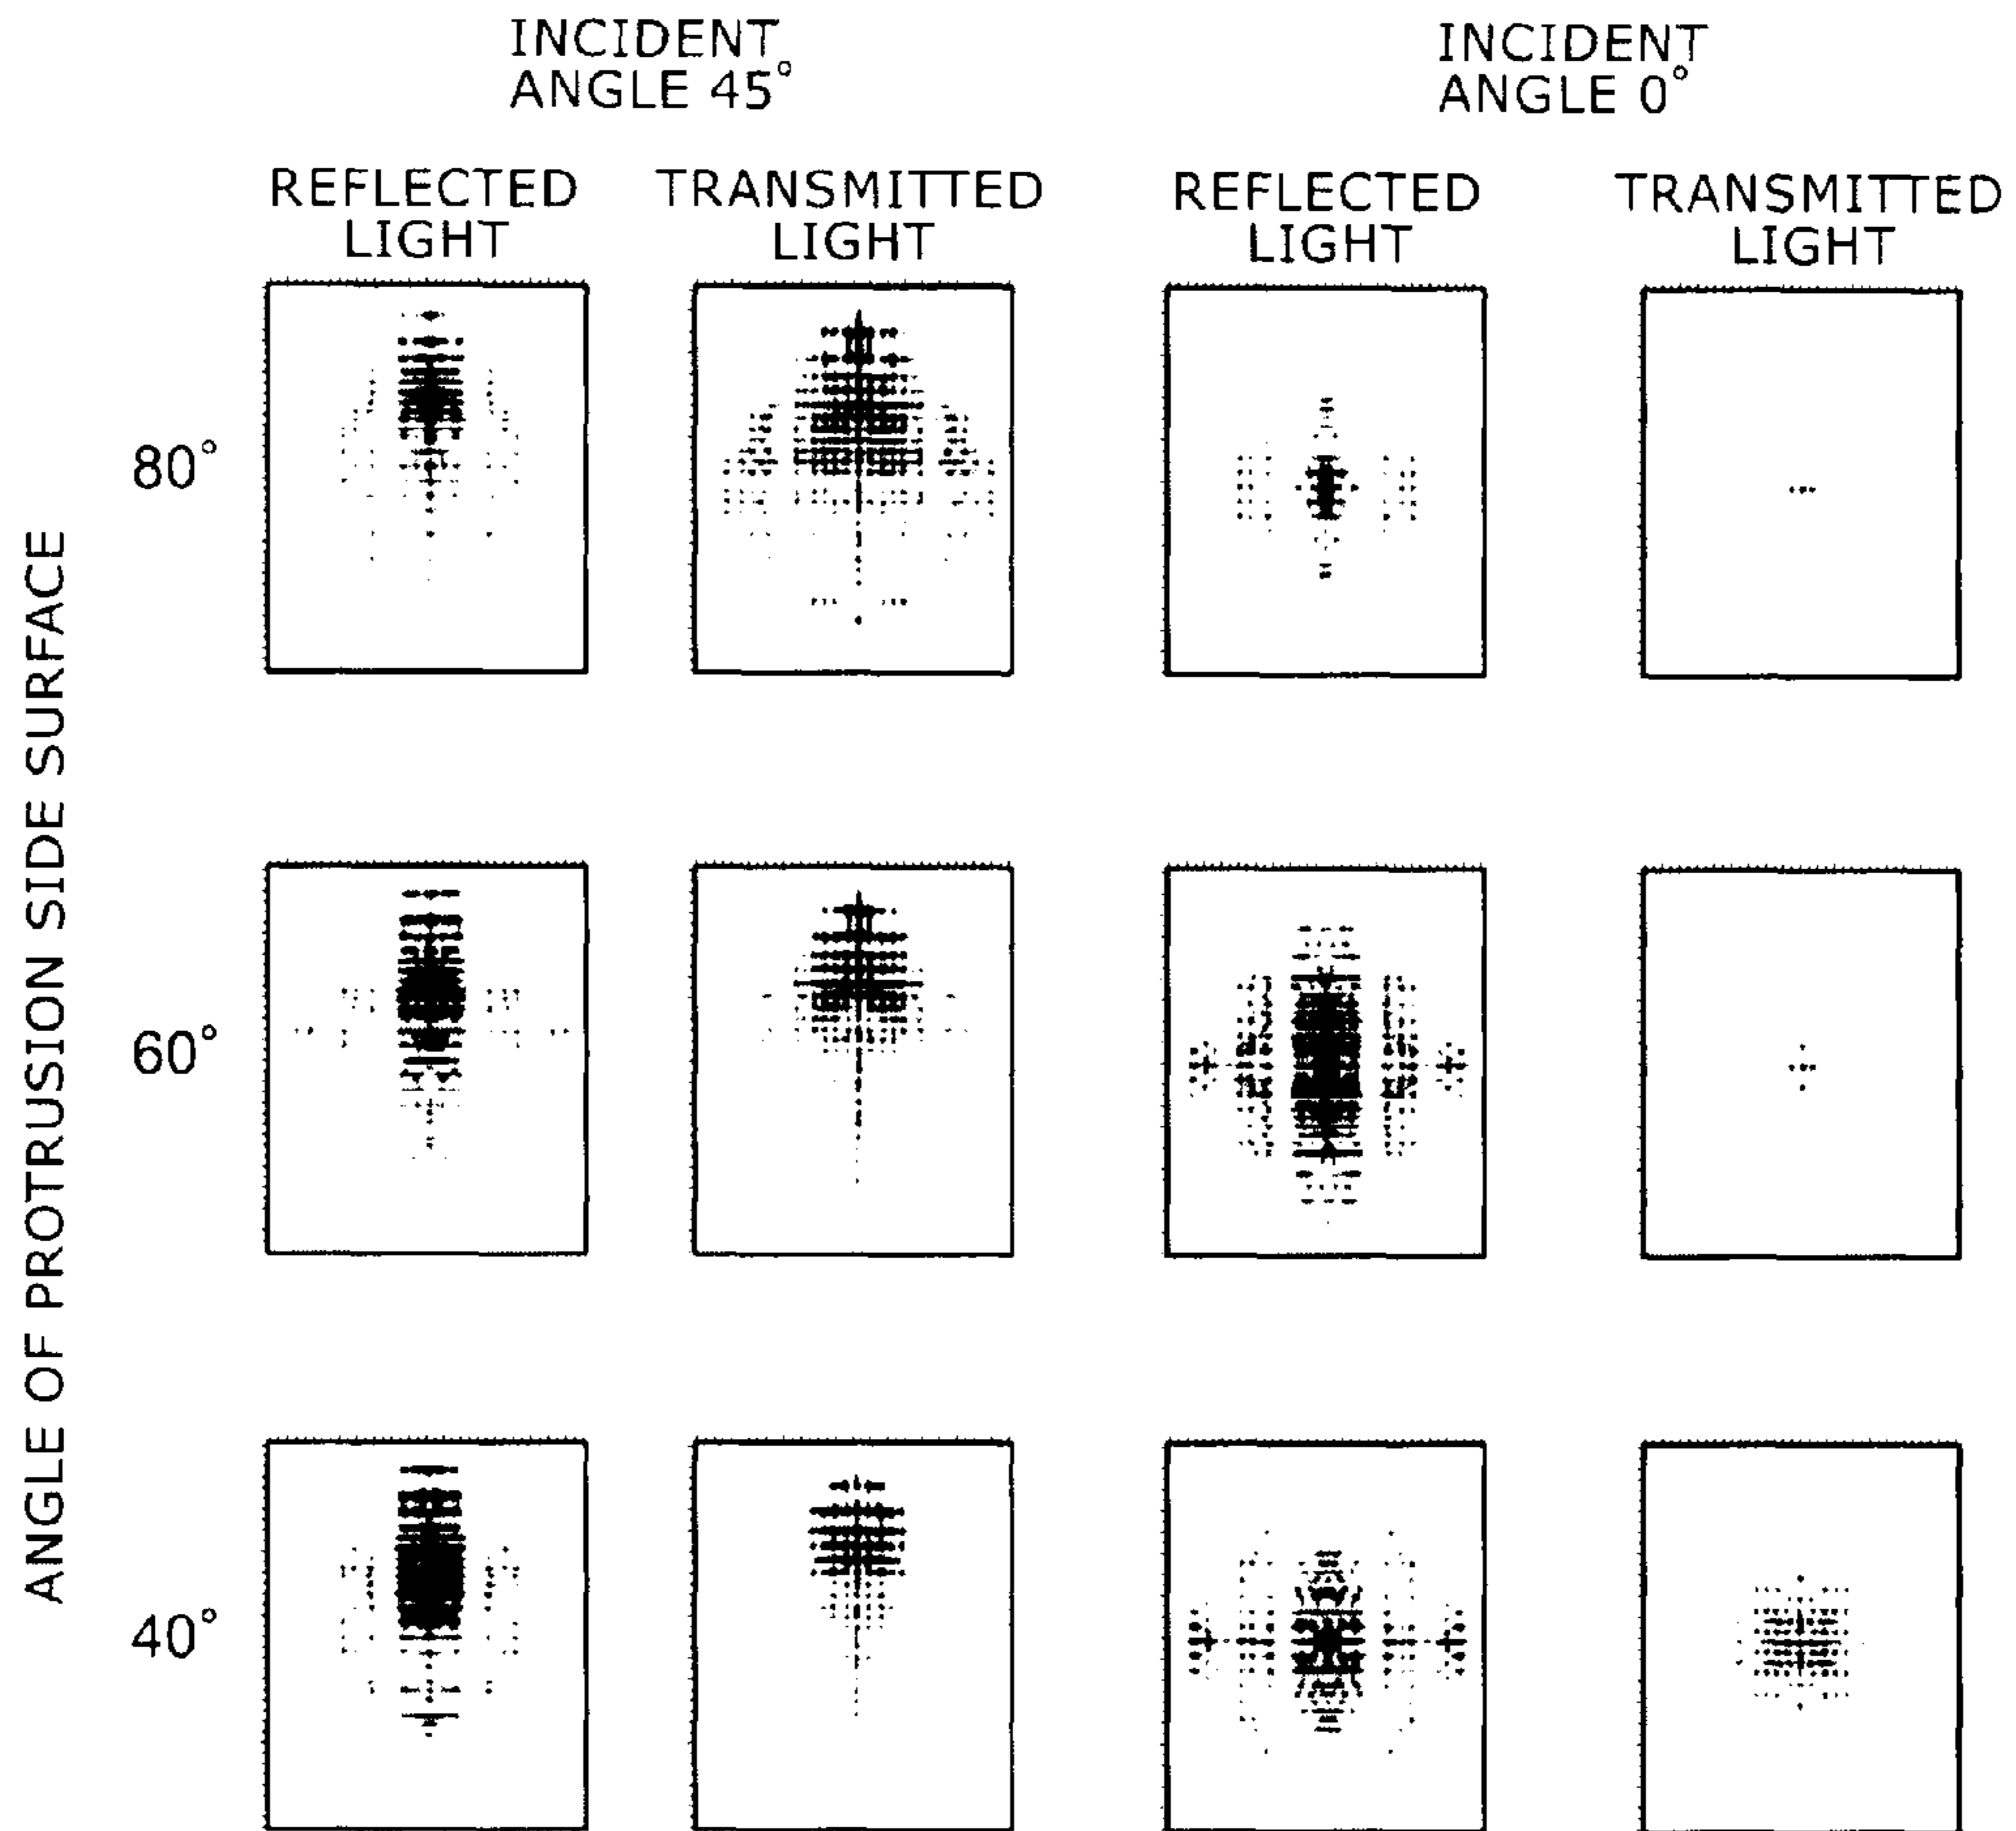 INCIDENT
ANGLE 45°
INCIDENT
ANGLE 0°
REFLECTED
LIGHT
TRANSMITTED
LIGHT
REFLECTED
LIGHT
TRANSMITTED
LIGHT
ANGLE OF PROTRUSION SIDE SURFACE
80°
60°
40°